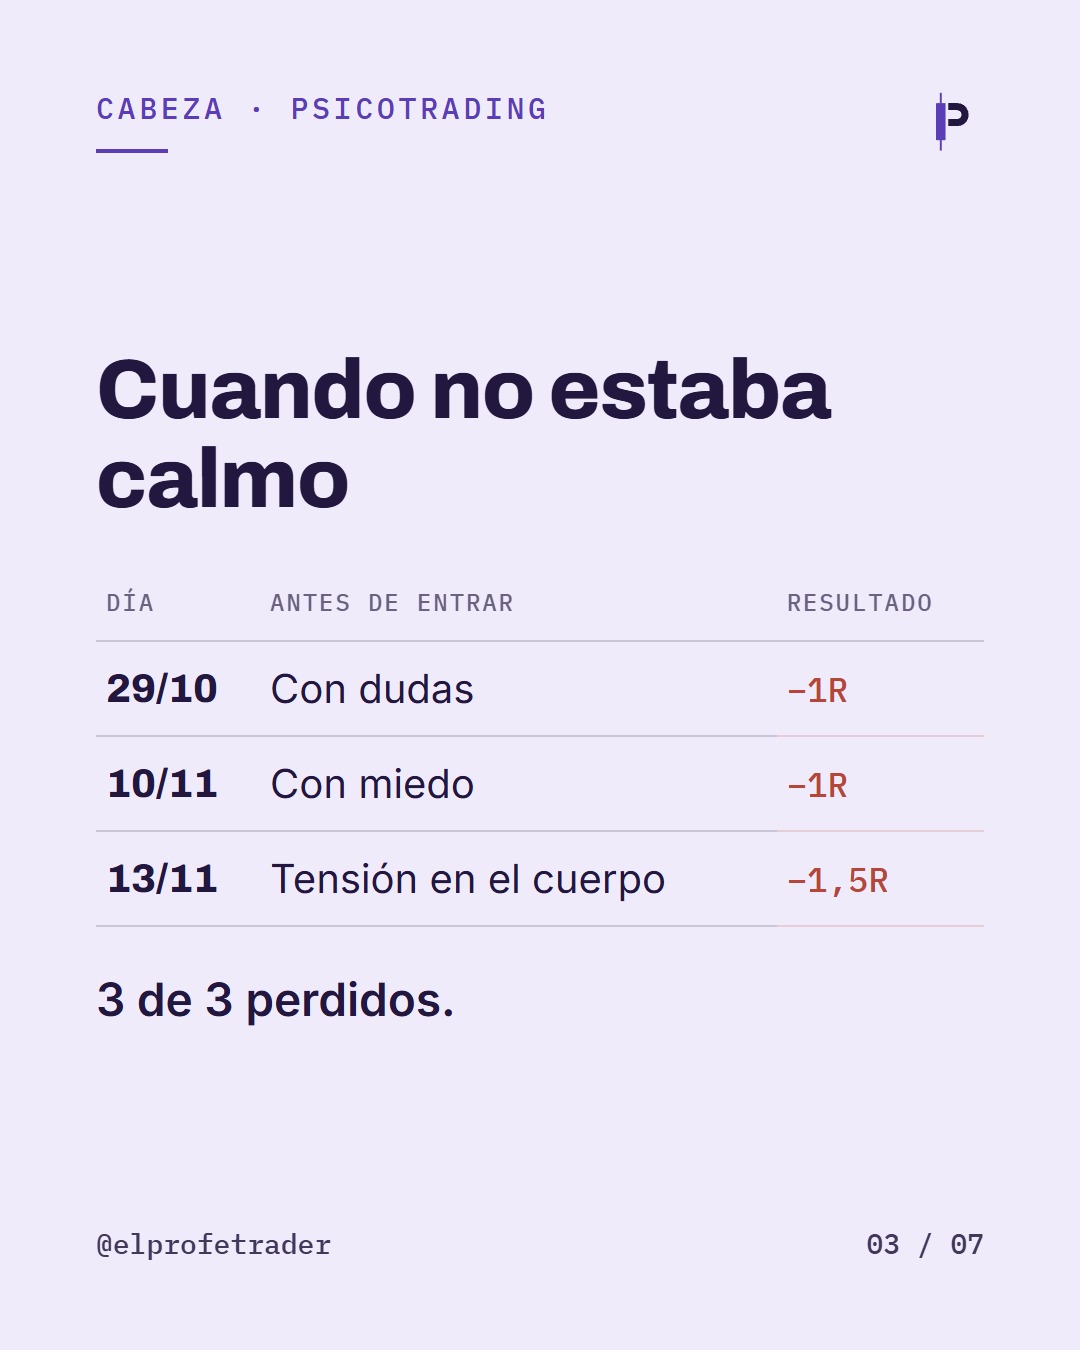 CABEZA · PSICOTRADING
Cuando no estaba
calmo
DÍA ANTES DE ENTRAR RESULTADO
29/10 Con dudas −1R
10/11 Con miedo −1R
13/11 Tensión en el cuerpo −1,5R
3 de 3 perdidos.
@elprofetrader 03 / 07